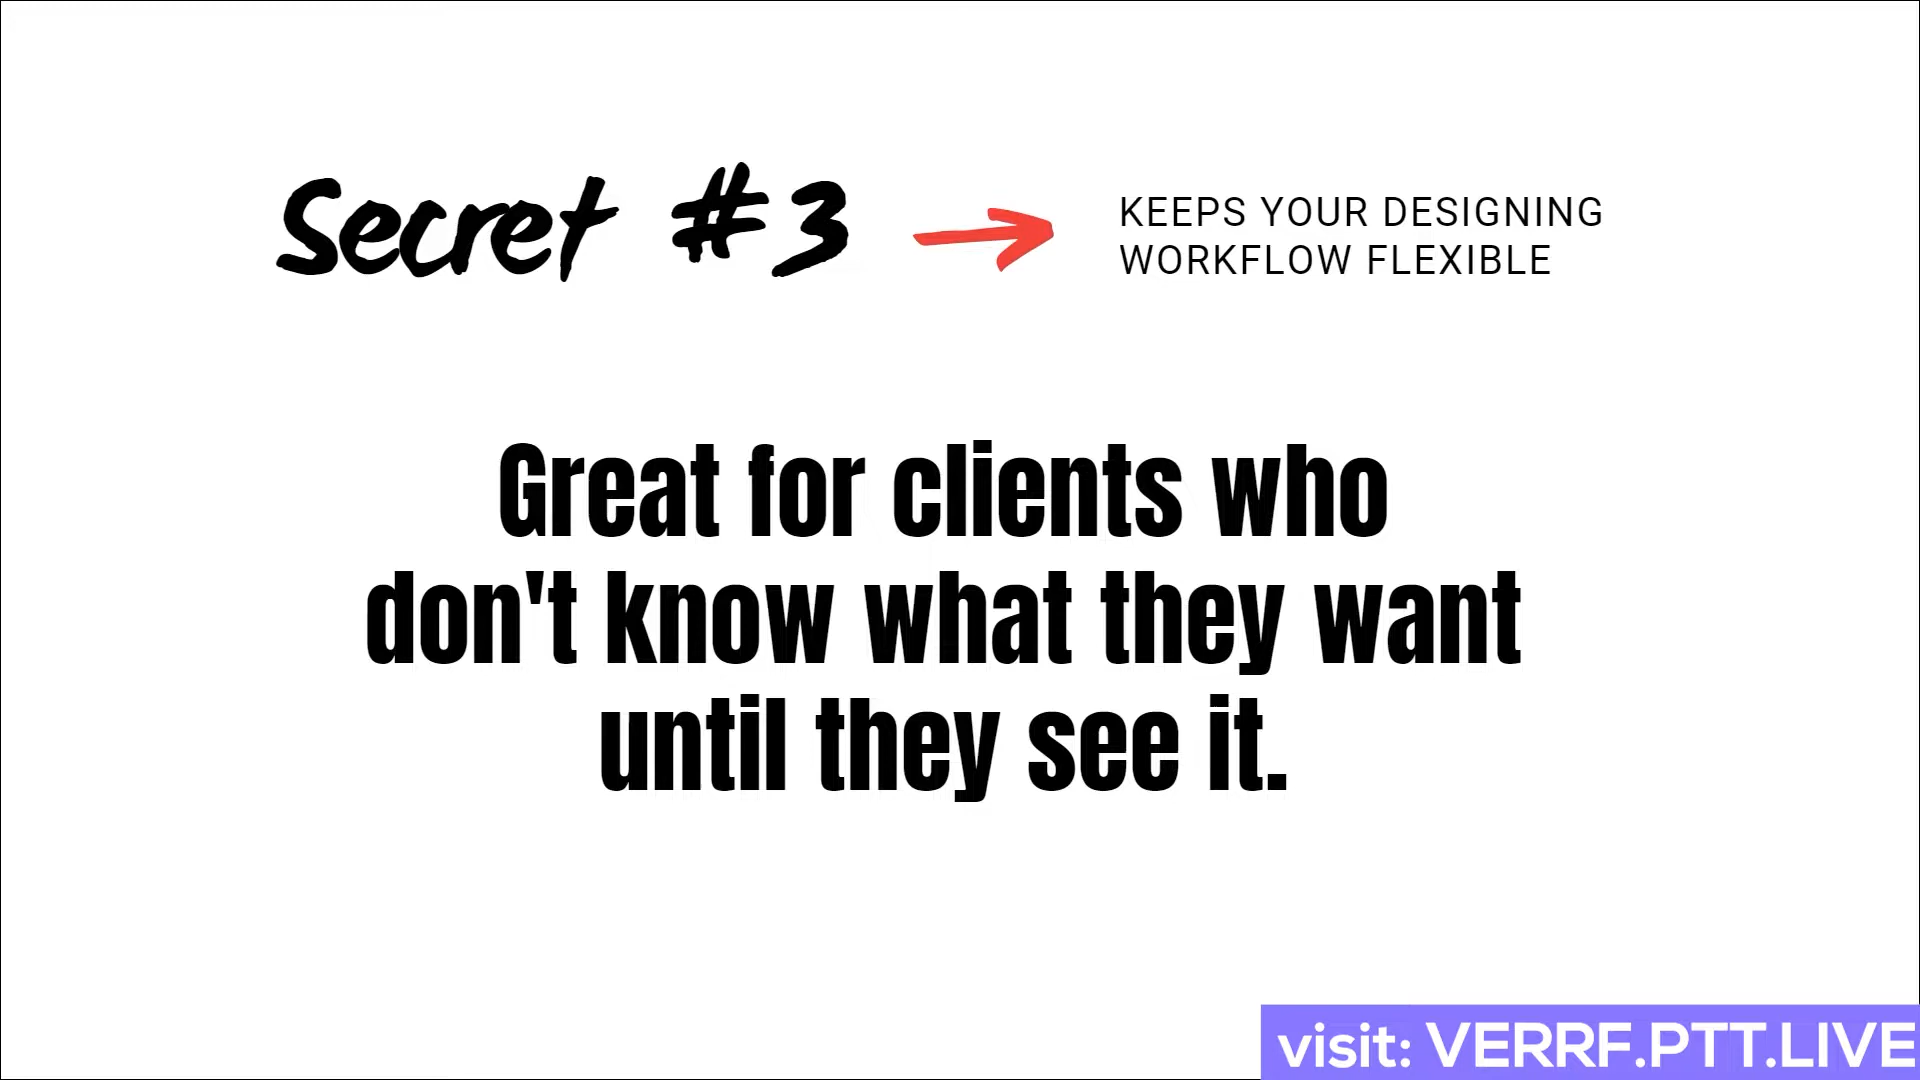 Secret #3
KEEPS YOUR DESIGNING
WORKFLOW FLEXIBLE
Great for clients who
don't know what they want
until they see it.
visit: VERRF.PTT.LIVE